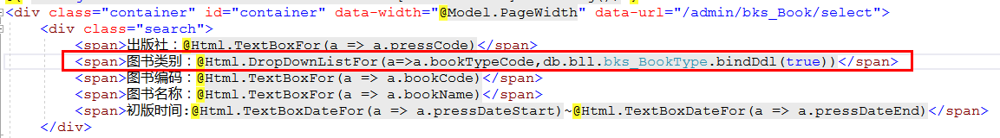 <div class="container" id="container" data-width="@Model.PageWidth" data-url="/admin/bks_Book/select">
<div class="search">
<span>出版社：@Html.TextBoxFor(a => a.pressCode)</span>
<span>图书类别：@Html.DropDownListFor(a=>a.bookTypeCode,db.bll.bks_BookType.bindDdl(true))</span>
<span>图书编码：@Html.TextBoxFor(a => a.bookCode)</span>
<span>图书名称：@Html.TextBoxFor(a => a.bookName)</span>
<span>初版时间:@Html.TextBoxDateFor(a => a.pressDateStart)~@Html.TextBoxDateFor(a => a.pressDateEnd)</span>
</div>